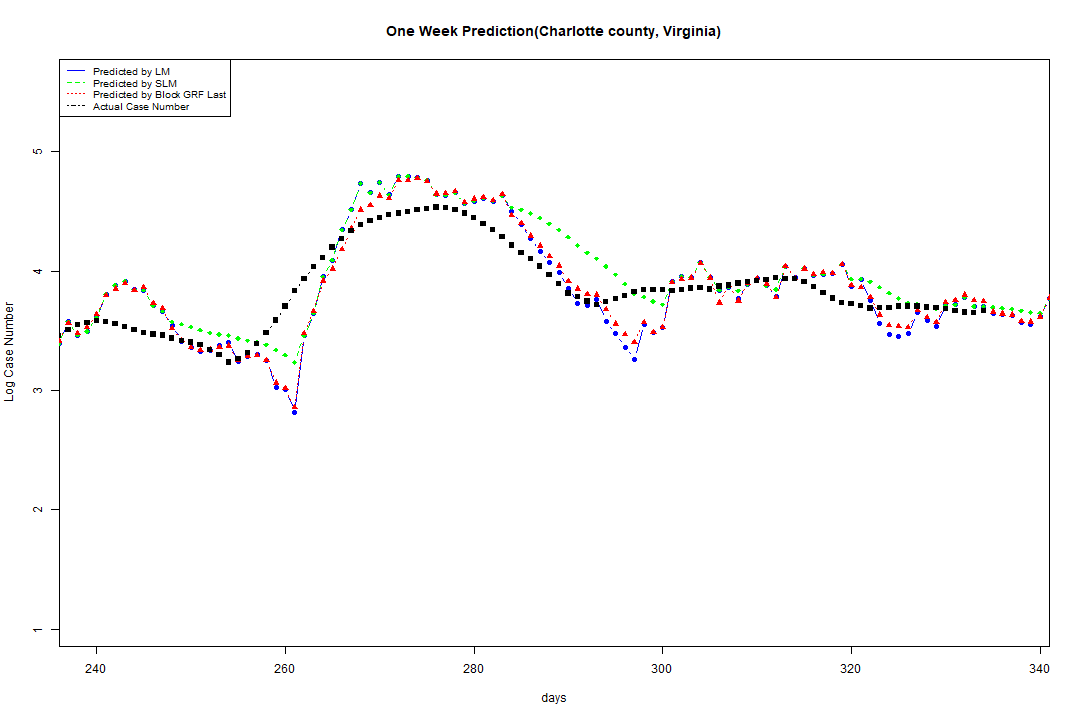 One Week Prediction(Charlotte county, Virginia)
Predicted by LM
Predicted by SLM
Predicted by Block GRF Last
Actual Case Number
Log Case Number
5
4
3
2
1
240 260 280 300 320 340
days